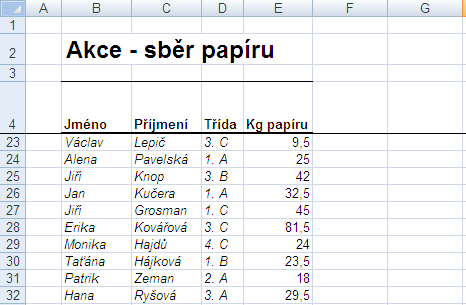 A B C D E F G
1
2 Akce - sběr papíru
3
4 Jméno Příjmení Třída Kg papíru
23 Václav Lepič 3. C 9,5
24 Alena Pavelská 1. A 25
25 Jiří Knop 3. B 42
26 Jan Kučera 1. A 32,5
27 Jiří Grosman 1. C 45
28 Erika Kovářová 3. C 81,5
29 Monika Hajdů 4. C 24
30 Taťána Hájková 1. B 23,5
31 Patrik Zeman 2. A 18
32 Hana Ryšová 3. A 29,5